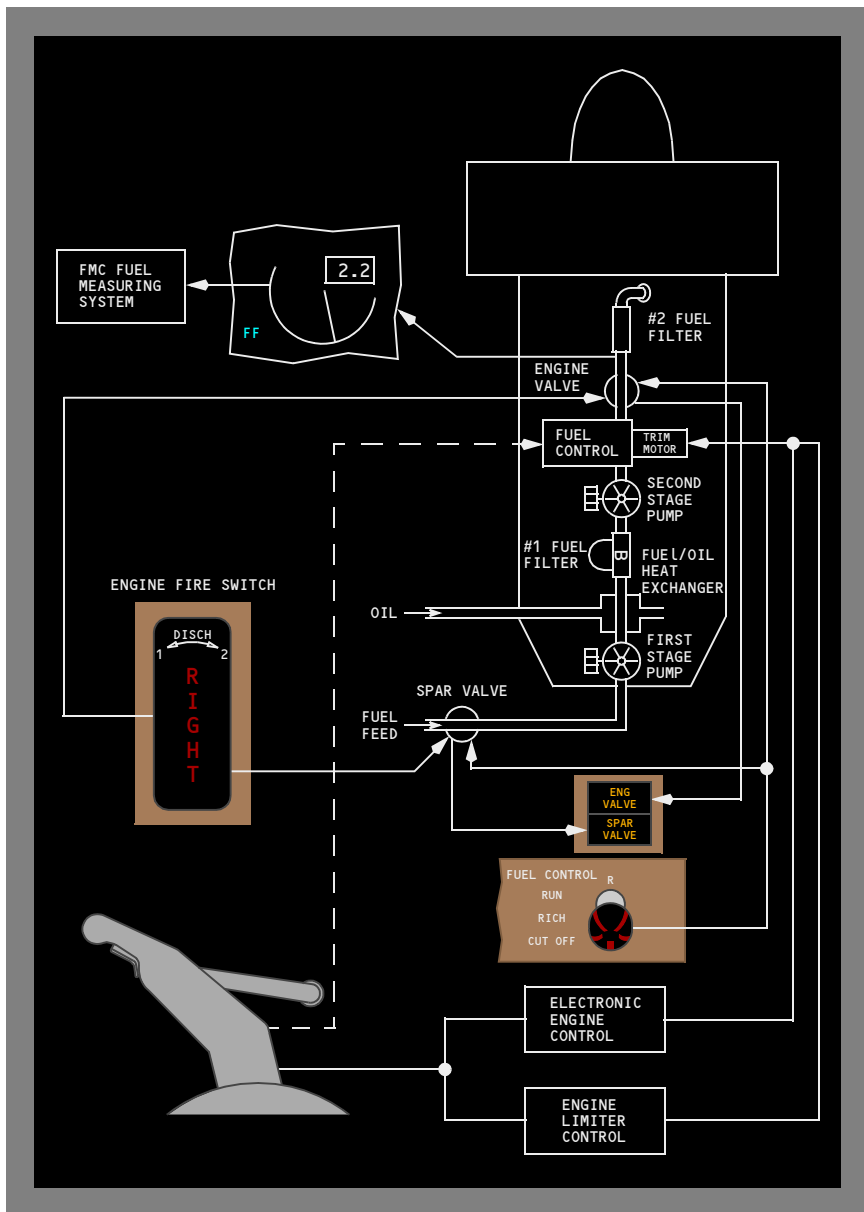 2.2
FMC FUEL
MEASURING
SYSTEM
FF
#2 FUEL
FILTER
ENGINE
VALVE
FUEL
CONTROL
TRIM
MOTOR
SECOND
STAGE
PUMP
#1 FUEL
FILTER
B
FUEl/OIL
HEAT
EXCHANGER
ENGINE FIRE SWITCH
OIL
DISCH
1 2
R
I
G
H
T
FIRST
STAGE
PUMP
SPAR VALVE
FUEL
FEED
ENG
VALVE
SPAR
VALVE
FUEL CONTROL
R
RUN
RICH
CUT OFF
ELECTRONIC
ENGINE
CONTROL
ENGINE
LIMITER
CONTROL